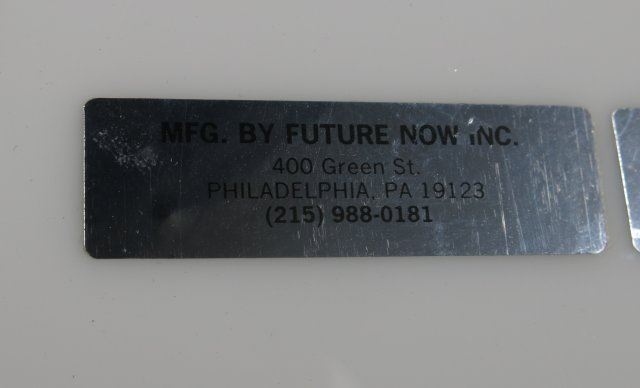 MFG. BY FUTURE NOW INC.
400 Green St.
PHILADELPHIA, PA 19123
(215) 988-0181